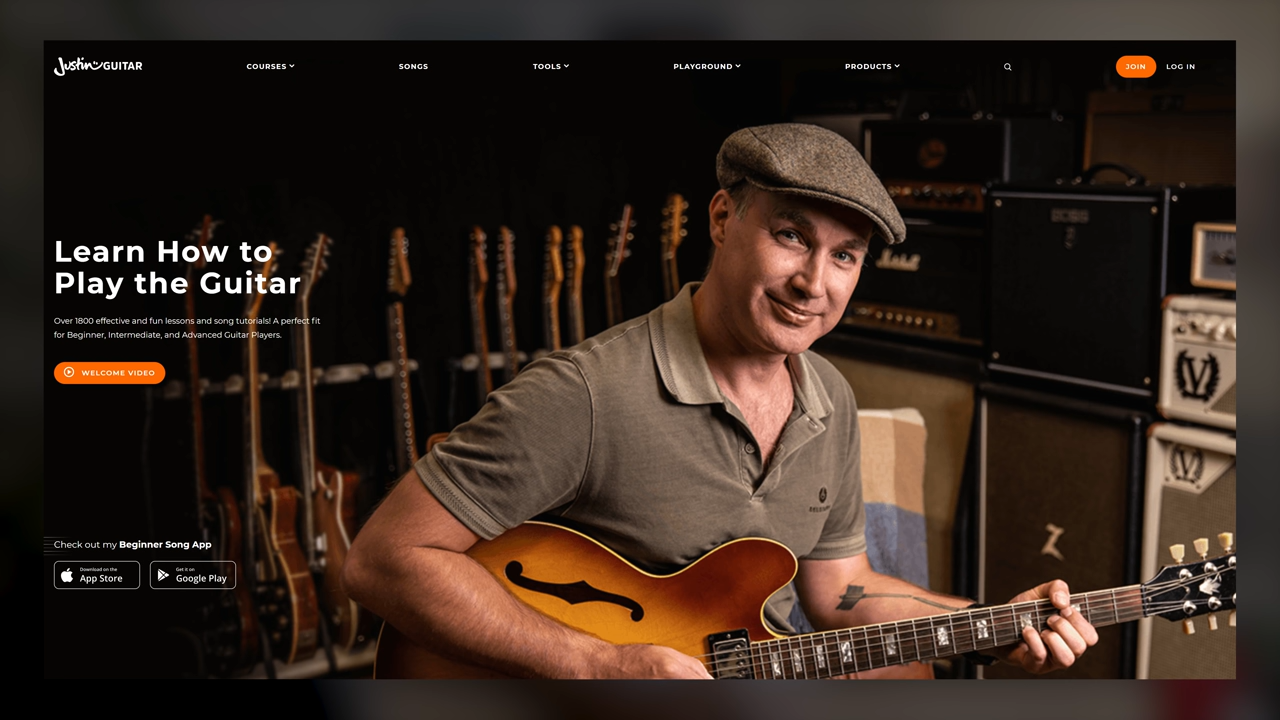 Justin GUITAR
COURSES
SONGS
TOOLS
PLAYGROUND
PRODUCTS
JOIN
LOG IN
Learn How to
Play the Guitar
Over 1800 effective and fun lessons and song tutorials! A perfect fit
for Beginner, Intermediate, and Advanced Guitar Players.
WELCOME VIDEO
Check out my Beginner Song App
Download on the
App Store
Get it on
Google Play